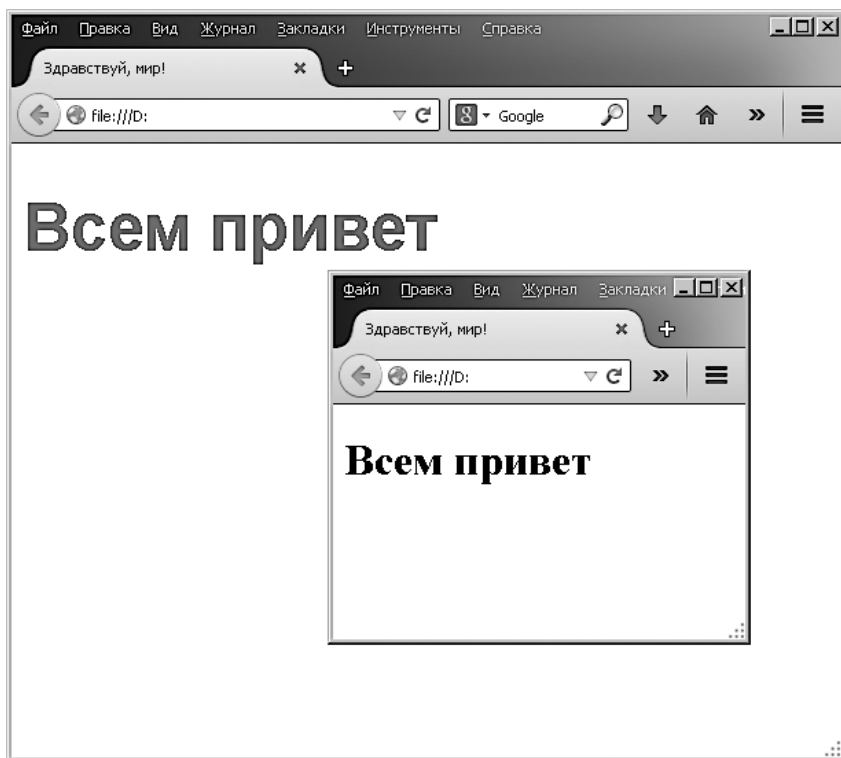 Файл Правка Вид Журнал Закладки Инструменты Справка
Здравствуй, мир!
file:///D: Google
Всем привет
Файл Правка Вид Журнал Закладки
Здравствуй, мир!
file:///D:
Всем привет